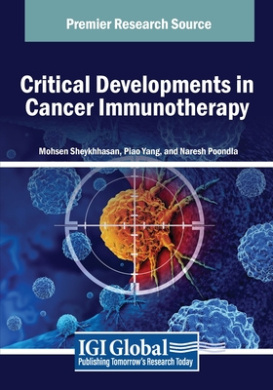 Premier Research Source
Critical Developments in
Cancer Immunotherapy
Mohsen Sheykhhasan, Piao Yang, and Naresh Poondla
IGI Global
Publishing Tomorrow's Research Today